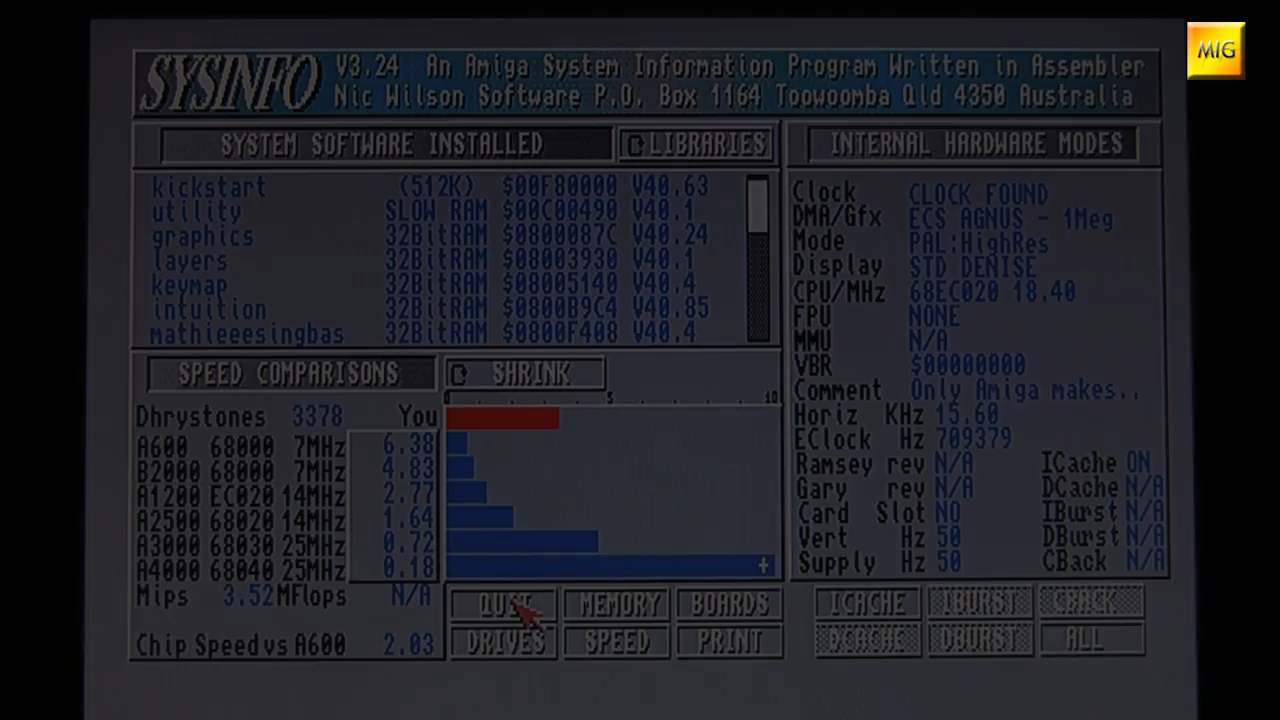 MIG
SYSINFO V3.24 An Amiga System Information Program Written in Assembler
Nic Wilson Software P.O. Box 1164 Toowoomba Qld 4350 Australia
SYSTEM SOFTWARE INSTALLED LIBRARIES
kickstart (512K) $00F80000 V40.63
utility SLOW RAM $00C00490 V40.1
graphics 32BitRAM $0800087C V40.24
layers 32BitRAM $08003930 V40.1
keymap 32BitRAM $08005140 V40.4
intuition 32BitRAM $0800B9C4 V40.85
mathieeesingbas 32BitRAM $0800F408 V40.4
INTERNAL HARDWARE MODES
Clock CLOCK FOUND
DMA/Gfx ECS AGNUS - 1Meg
Mode PAL:HighRes
Display STD DENISE
CPU/MHz 68EC020 18.40
FPU NONE
MMU N/A
VBR $00000000
Comment Only Amiga makes..
Horiz KHz 15.60
EClock Hz 709379
Ramsey rev N/A ICache ON
Gary rev N/A DCache N/A
Card Slot NO IBurst N/A
Vert Hz 50 DBurst N/A
Supply Hz 50 CBack N/A
SPEED COMPARISONS SHRINK
0 5 10
Dhrystones 3378 You
A600 68000 7MHz 6.38
B2000 68000 7MHz 4.83
A1200 EC020 14MHz 2.77
A2500 68020 14MHz 1.64
A3000 68030 25MHz 0.72
A4000 68040 25MHz 0.18 +
Mips 3.52 MFlops N/A
Chip Speed vs A600 2.03
QUIT MEMORY BOARDS
DRIVES SPEED PRINT
ICACHE IBURST CBACK
DCACHE DBURST ALL